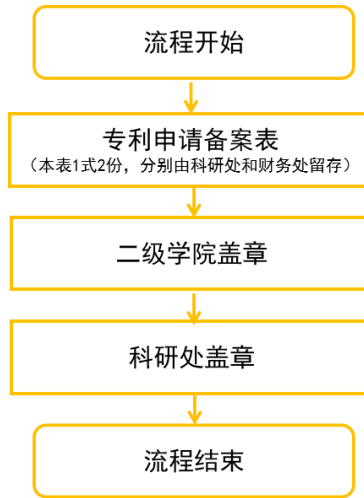 流程开始
专利申请备案表
（本表1式2份，分别由科研处和财务处留存）
二级学院盖章
科研处盖章
流程结束